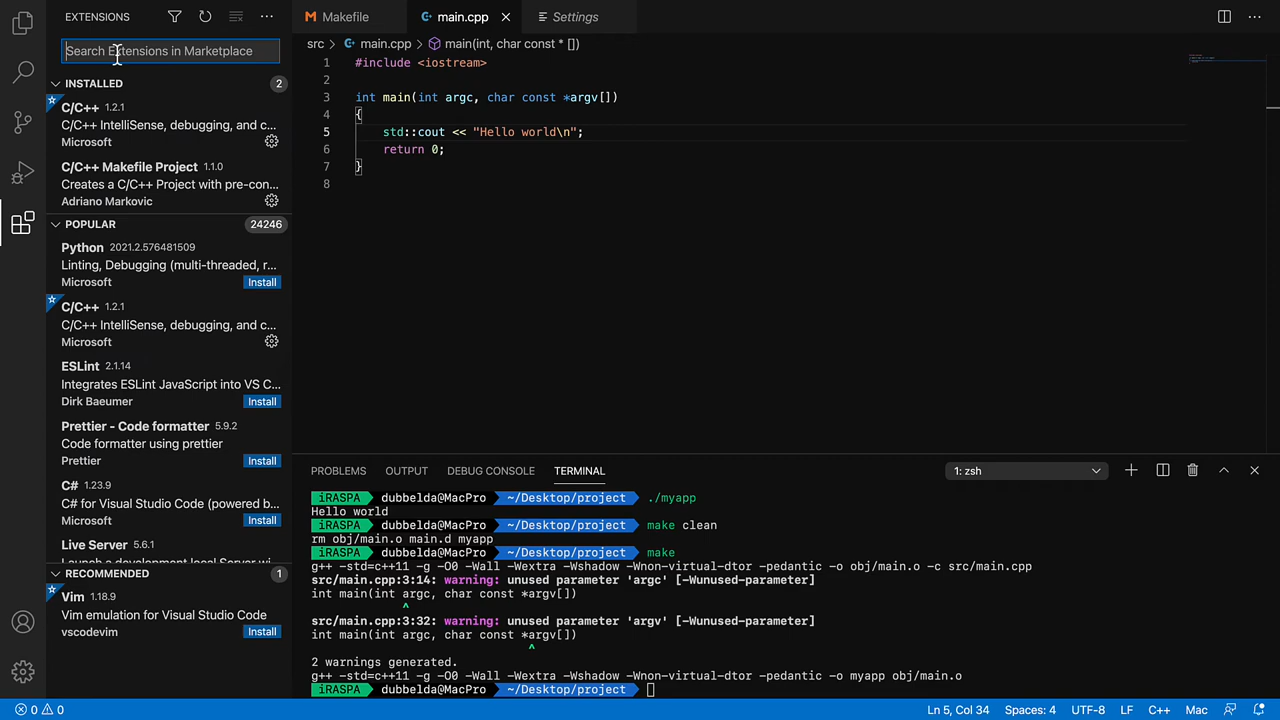 EXTENSIONS
Search Extensions in Marketplace
INSTALLED 2
C/C++ 1.2.1
C/C++ IntelliSense, debugging, and c...
Microsoft
C/C++ Makefile Project 1.1.0
Creates a C/C++ Project with pre-con...
Adriano Markovic
POPULAR 24246
Python 2021.2.576481509
Linting, Debugging (multi-threaded, r...
Microsoft Install
C/C++ 1.2.1
C/C++ IntelliSense, debugging, and c...
Microsoft
ESLint 2.1.14
Integrates ESLint JavaScript into VS C...
Dirk Baeumer Install
Prettier - Code formatter 5.9.2
Code formatter using prettier
Prettier Install
C# 1.23.9
C# for Visual Studio Code (powered b...
Microsoft Install
Live Server 5.6.1
Launch a development local Server wi...
RECOMMENDED 1
Vim 1.18.9
Vim emulation for Visual Studio Code
vscodevim Install
Makefile main.cpp Settings
src › main.cpp › main(int, char const * [])
1 #include <iostream>
2
3 int main(int argc, char const *argv[])
4 {
5 std::cout << "Hello world\n";
6 return 0;
7 }
8
PROBLEMS OUTPUT DEBUG CONSOLE TERMINAL 1: zsh
iRASPA dubbelda@MacPro ~/Desktop/project ./myapp
Hello world
iRASPA dubbelda@MacPro ~/Desktop/project make clean
rm obj/main.o main.d myapp
iRASPA dubbelda@MacPro ~/Desktop/project make
g++ -std=c++11 -g -O0 -Wall -Wextra -Wshadow -Wnon-virtual-dtor -pedantic -o obj/main.o -c src/main.cpp
src/main.cpp:3:14: warning: unused parameter 'argc' [-Wunused-parameter]
int main(int argc, char const *argv[])
^
src/main.cpp:3:32: warning: unused parameter 'argv' [-Wunused-parameter]
int main(int argc, char const *argv[])
^
2 warnings generated.
g++ -std=c++11 -g -O0 -Wall -Wextra -Wshadow -Wnon-virtual-dtor -pedantic -o myapp obj/main.o
iRASPA dubbelda@MacPro ~/Desktop/project
0 0 Ln 5, Col 34 Spaces: 4 UTF-8 LF C++ Mac